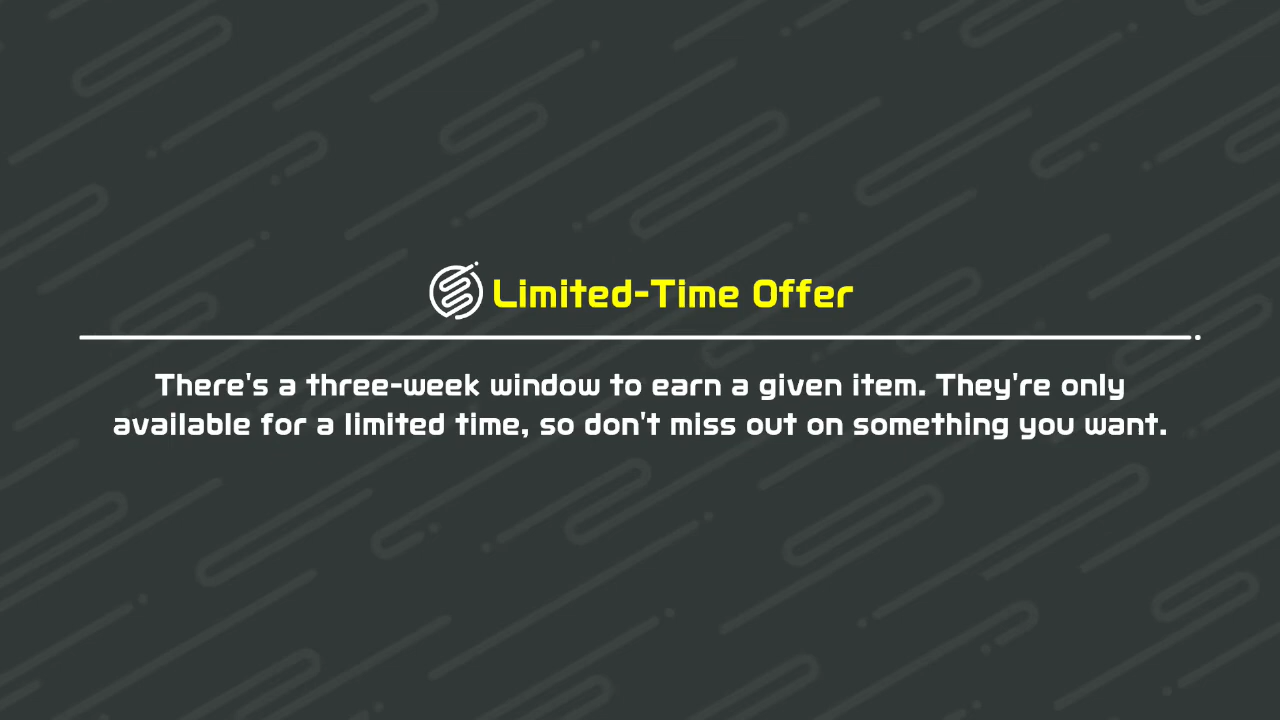 Limited-Time Offer
There's a three-week window to earn a given item. They're only
available for a limited time, so don't miss out on something you want.